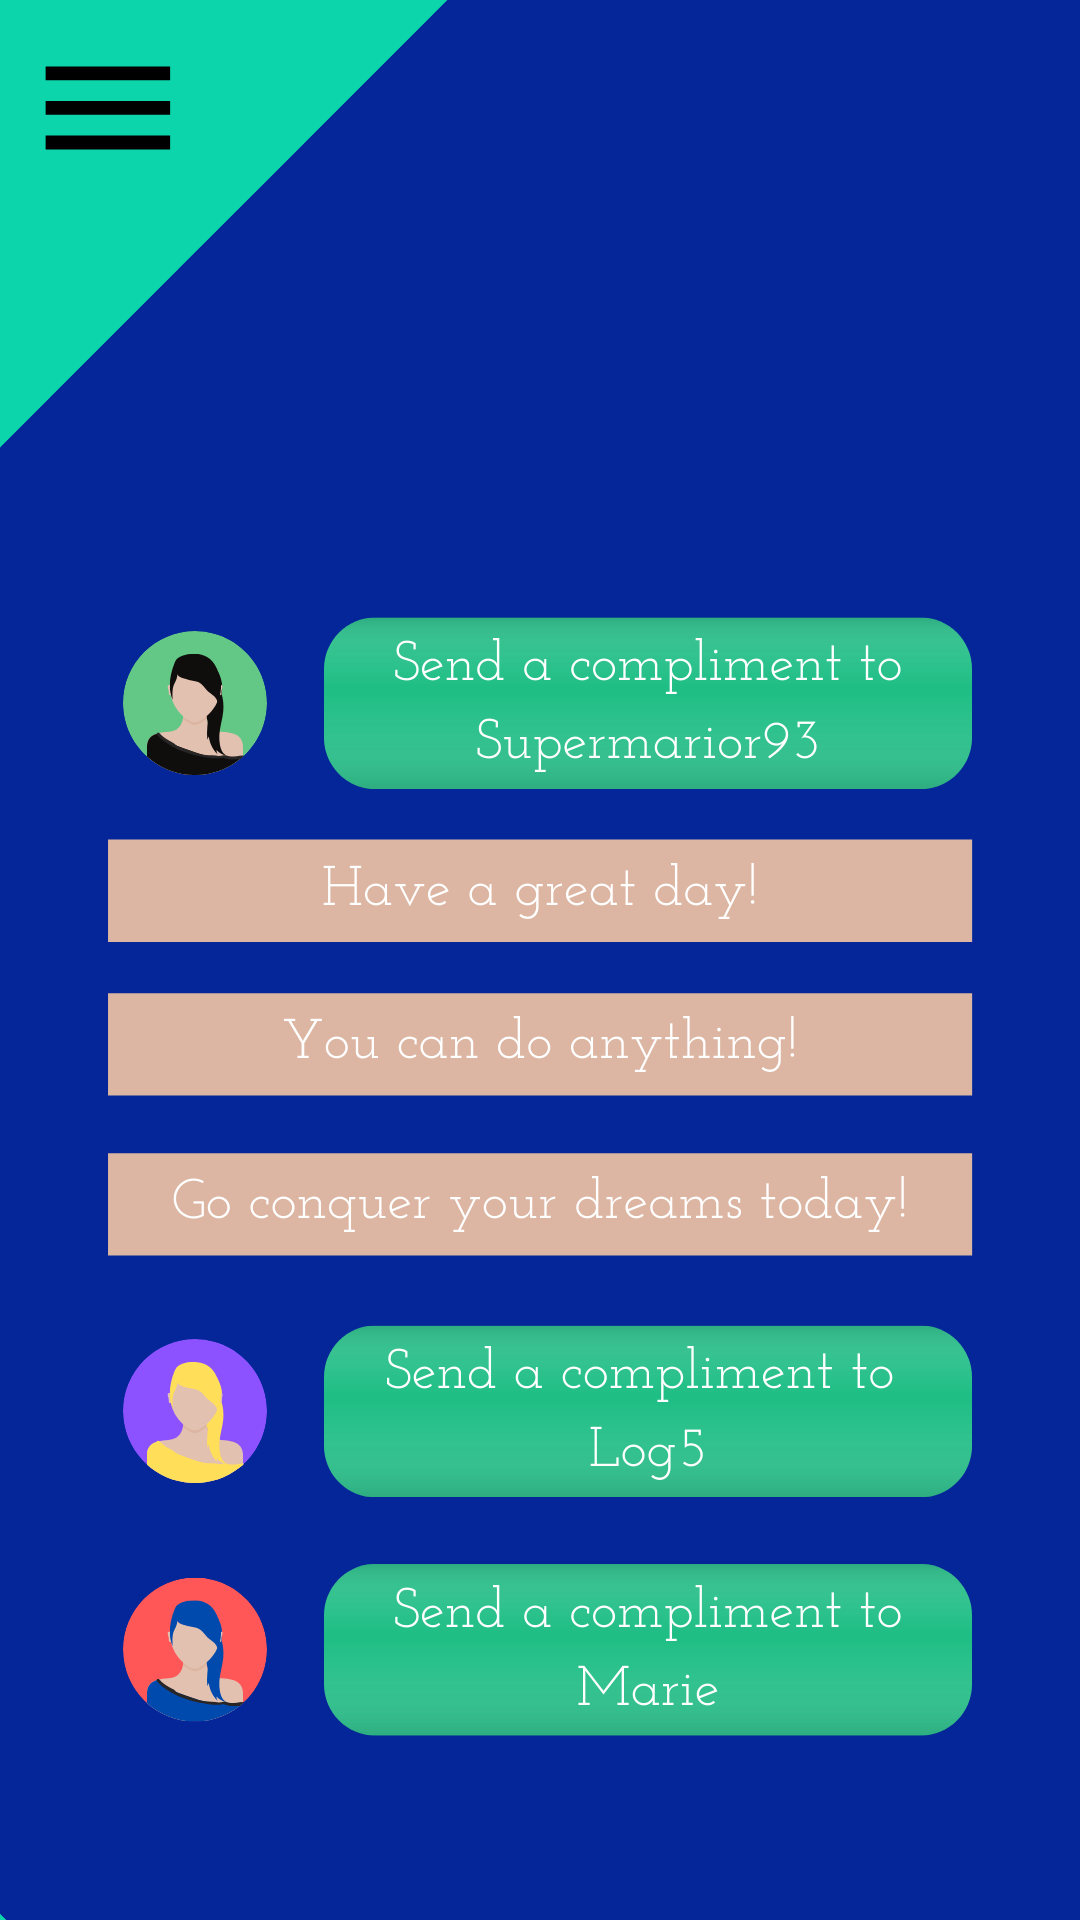 Send a compliment to
Supermarior93
Have a great day!
You can do anything!
Go conquer your dreams today!
Send a compliment to
Log5
Send a compliment to
Marie